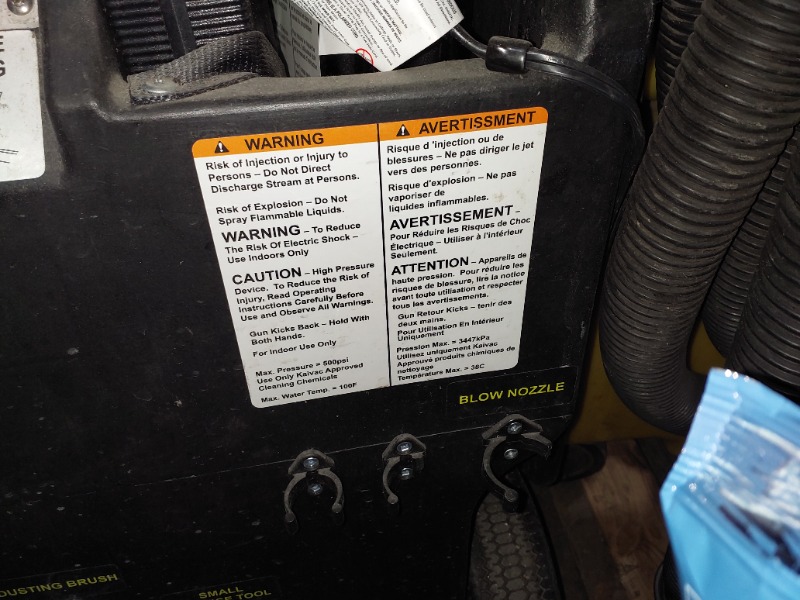 WARNING
Risk of Injection or Injury to
Persons – Do Not Direct
Discharge Stream at Persons.
Risk of Explosion – Do Not
Spray Flammable Liquids.
WARNING – To Reduce
The Risk Of Electric Shock –
Use Indoors Only
CAUTION – High Pressure
Device. To Reduce the Risk of
Injury, Read Operating
Instructions Carefully Before
Use and Observe All Warnings.
Gun Kicks Back – Hold With
Both Hands.
For Indoor Use Only
Max. Pressure = 500psi
Use Only Kaivac Approved
Cleaning Chemicals
Max. Water Temp. = 100F
AVERTISSMENT
Risque d 'injection ou de
blessures – Ne pas diriger le jet
vers des personnes.
Risque d'explosion – Ne pas
vaporiser de
liquides inflammables.
AVERTISSEMENT –
Pour Réduire les Risques de Choc
Électrique – Utiliser à l'intérieur
Seulement.
ATTENTION – Appareils de
haute pression. Pour réduire les
risques de blessure, lire la notice
avant toute utilisation et respecter
tous les avertissements.
Gun Retour Kicks – tenir des
deux mains.
Pour Utilisation En Intérieur
Uniquement
Pression Max. = 3447kPa
Utilisez uniquement Kaivac
Approuvé produits chimiques de
nettoyage
Température Max. = 38C
BLOW NOZZLE
DUSTING BRUSH
SMALL
TOOL